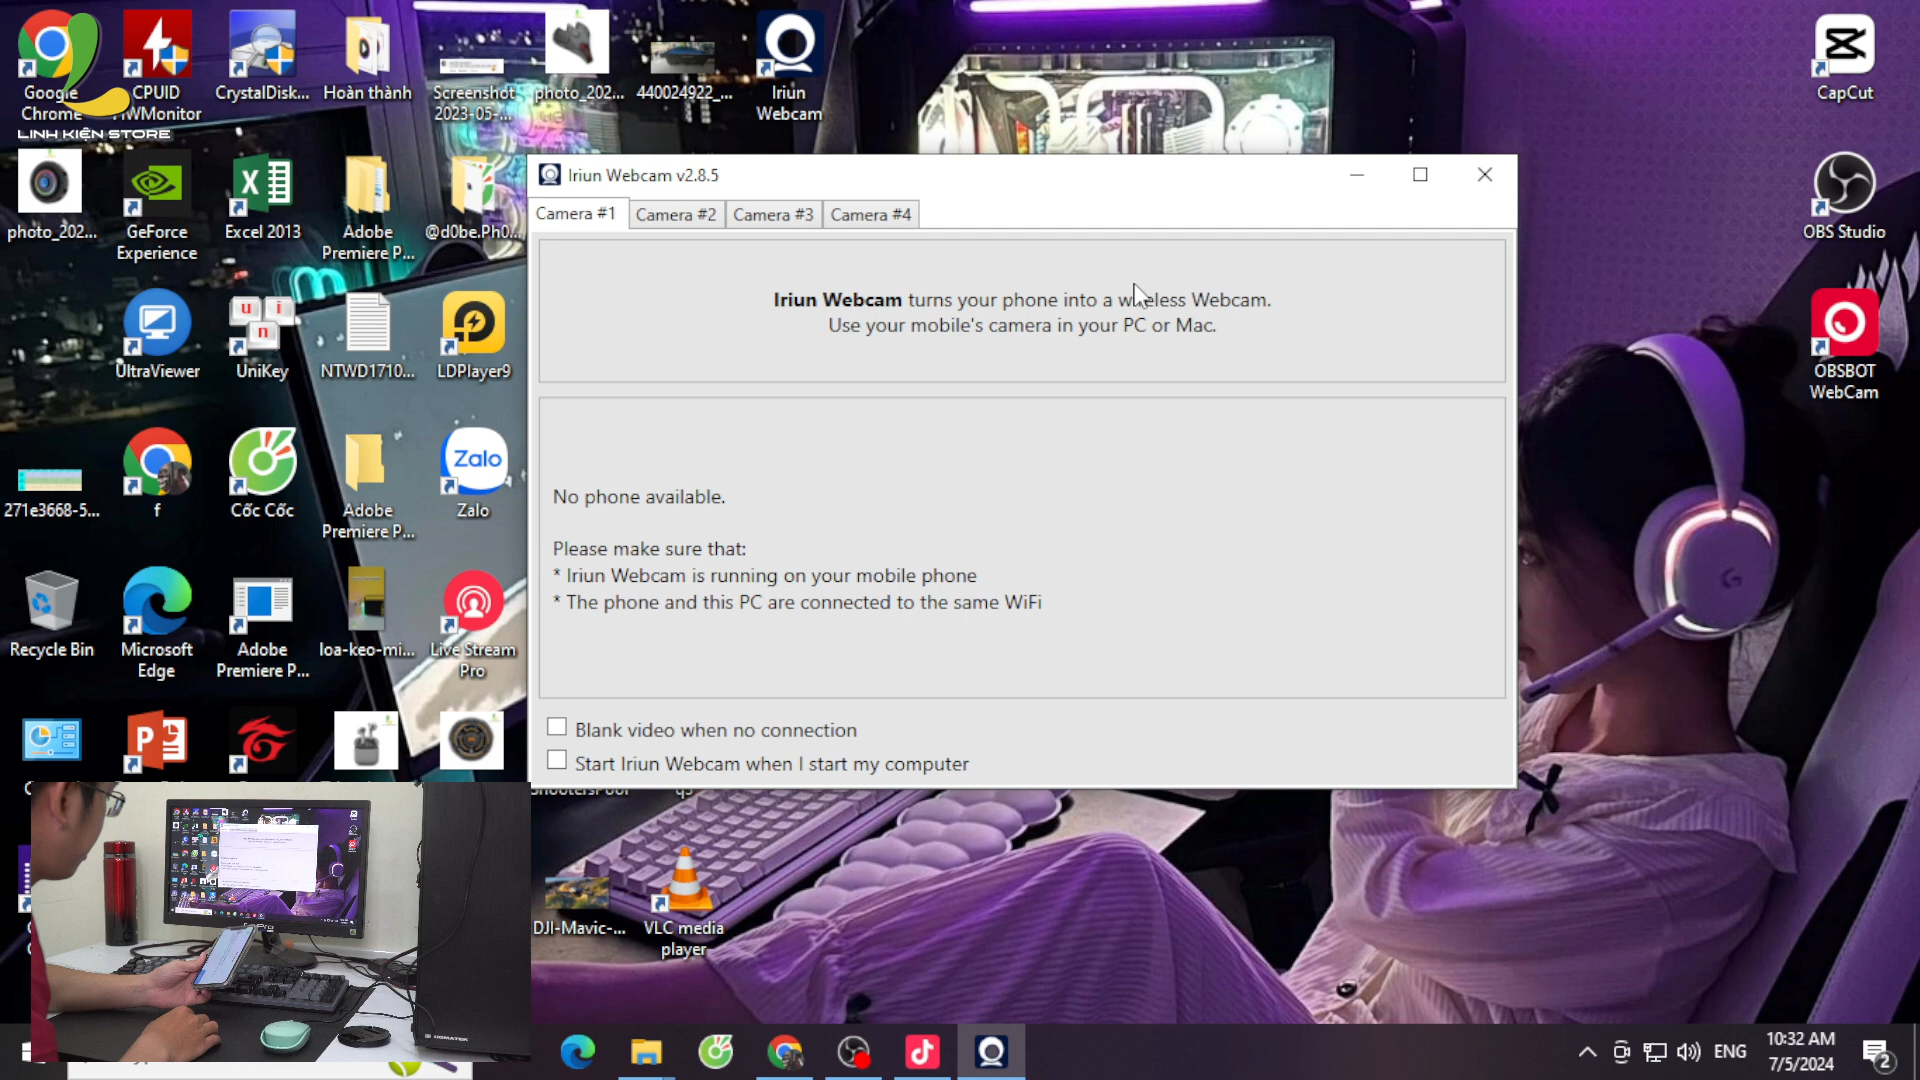 Google
Chrome
CPUID
HWMonitor
CrystalDisk...
Hoàn thành
Screenshot
2023-05-...
photo_202...
440024922_...
Iriun
Webcam
CapCut
LINH KIỆN STORE
photo_202...
GeForce
Experience
Excel 2013
Adobe
Premiere P...
@d0be.Ph0...
OBS Studio
UltraViewer
u i
n
UniKey
NTWD1710...
LDPlayer9
OBSBOT
WebCam
271e3668-5...
f
Cốc Cốc
Adobe
Premiere P...
Zalo
Zalo
Recycle Bin
Microsoft
Edge
Adobe
Premiere P...
loa-keo-mi...
Live Stream
Pro
Iriun Webcam v2.8.5
Camera #1
Camera #2
Camera #3
Camera #4
Iriun Webcam turns your phone into a wireless Webcam.
Use your mobile's camera in your PC or Mac.
No phone available.
Please make sure that:
* Iriun Webcam is running on your mobile phone
* The phone and this PC are connected to the same WiFi
Blank video when no connection
Start Iriun Webcam when I start my computer
DJI-Mavic-...
VLC media
player
ENG
10:32 AM
7/5/2024
2